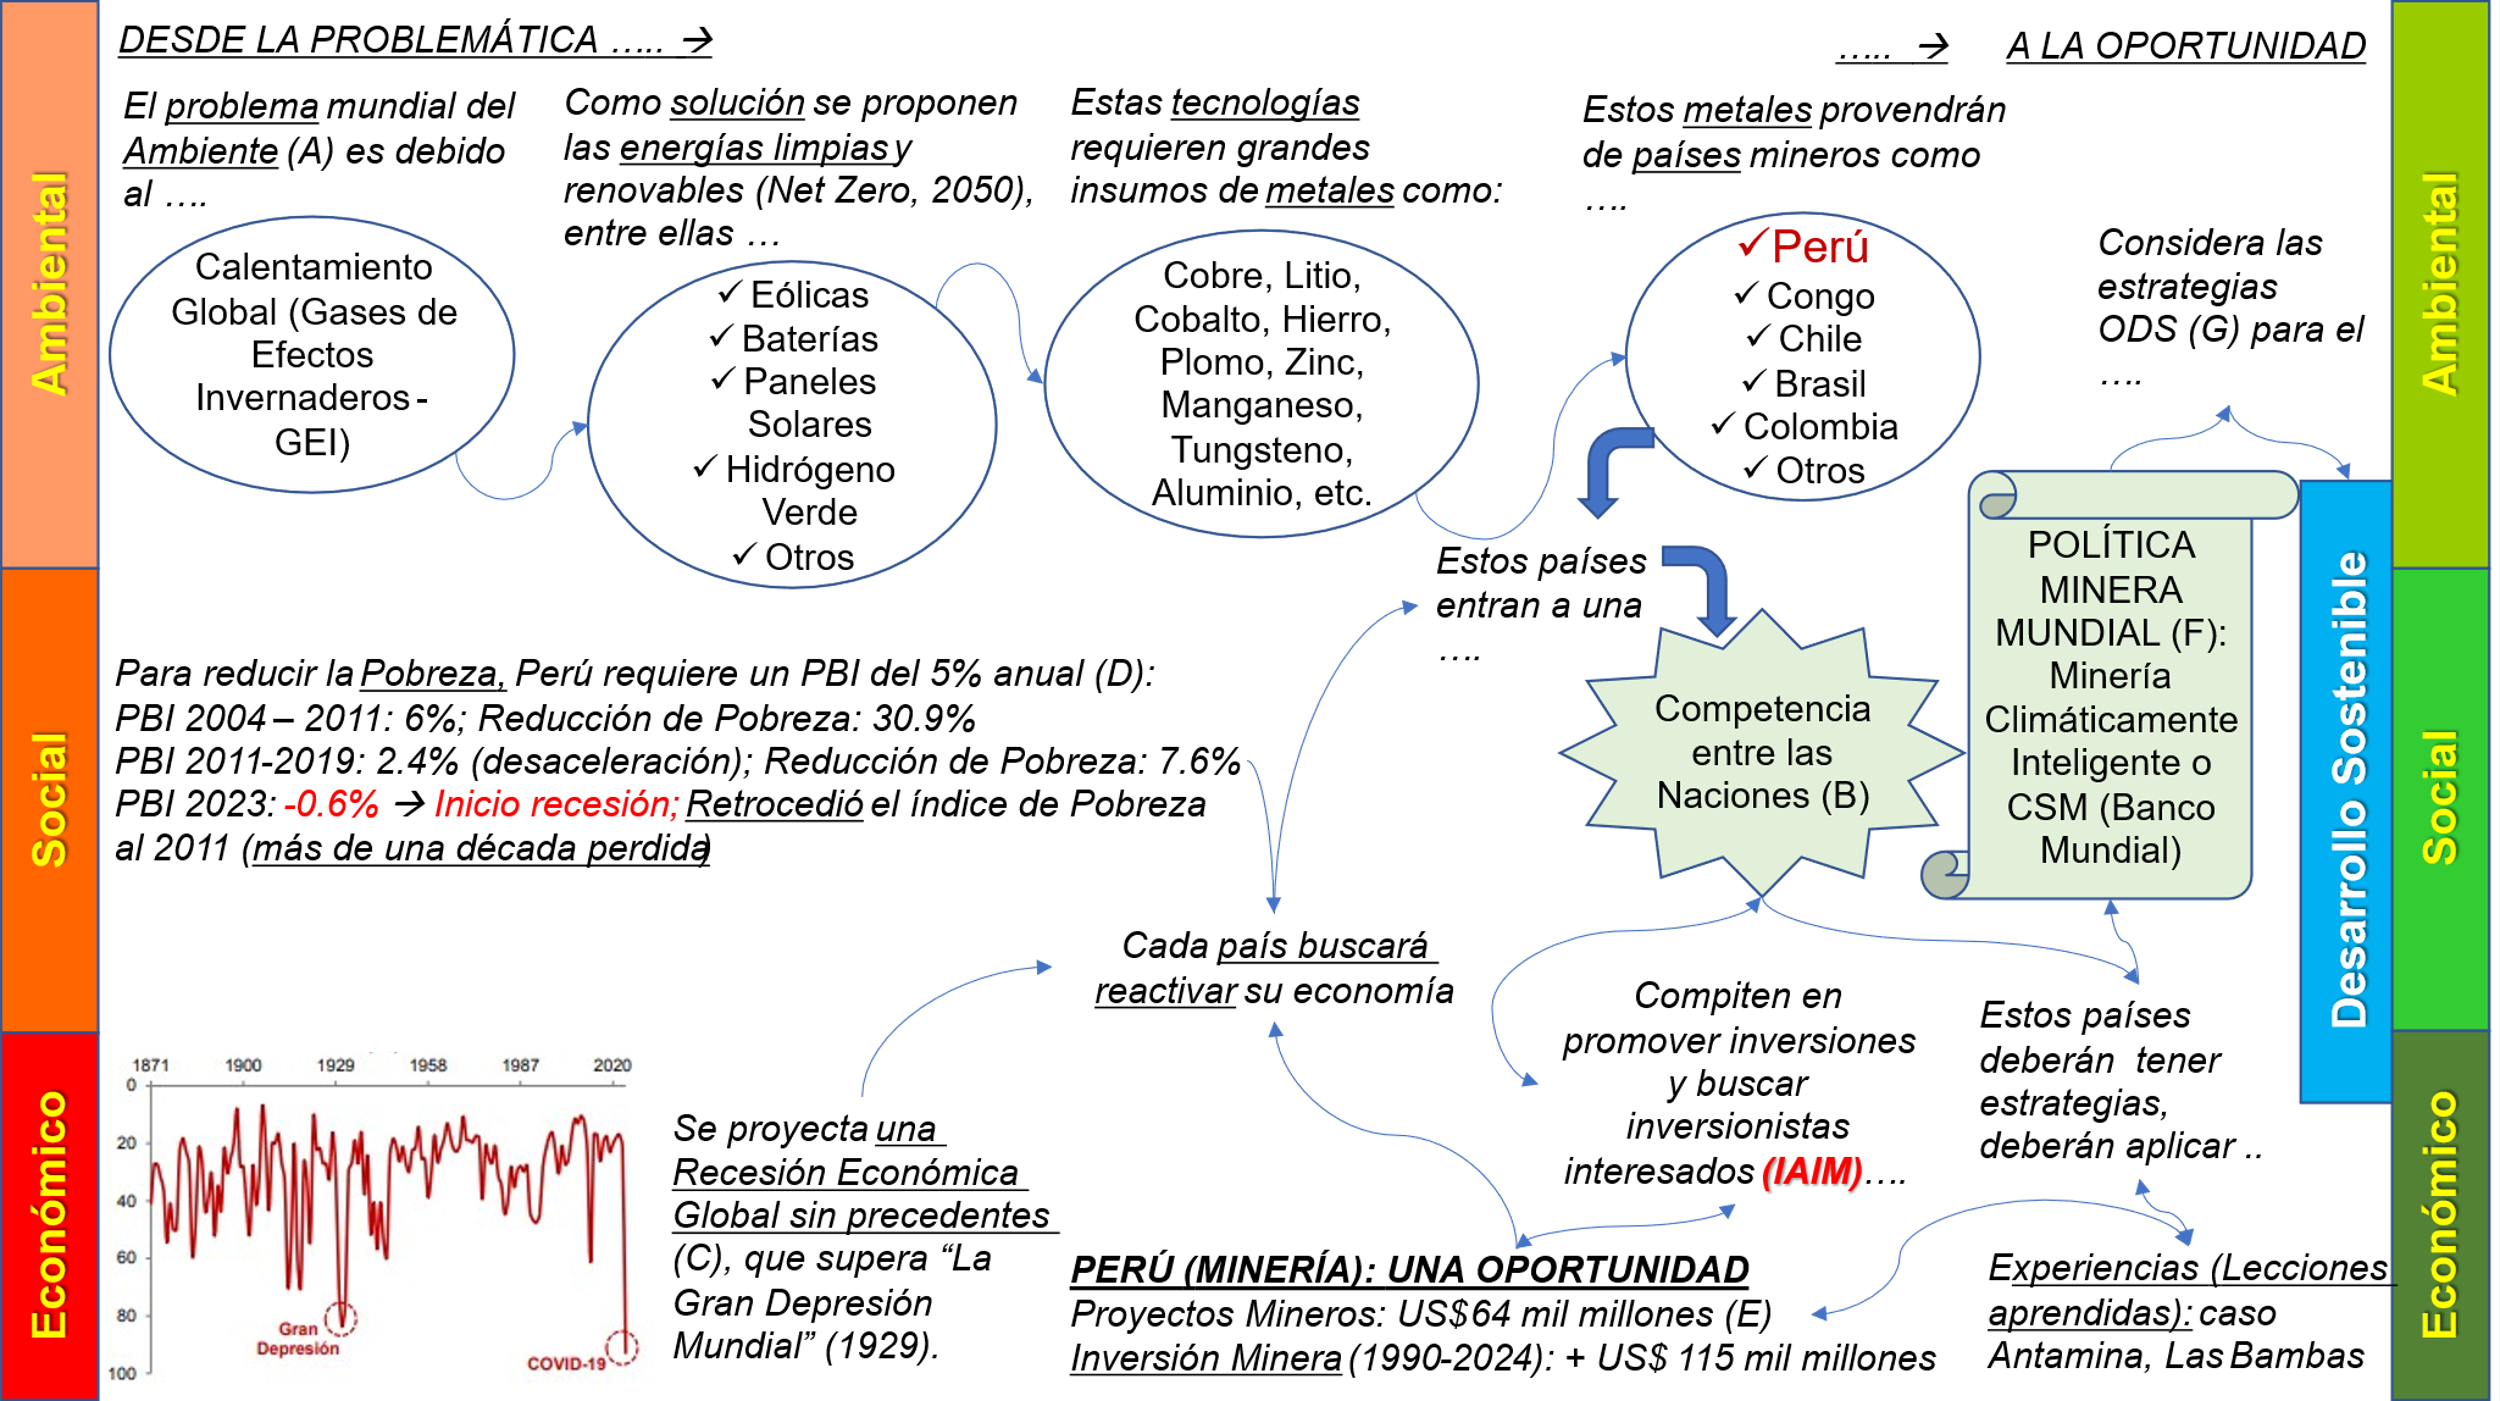 DESDE LA PROBLEMÁTICA ….. →
….. → A LA OPORTUNIDAD
Ambiental
Social
Económico
El problema mundial del
Ambiente (A) es debido
al ….
Calentamiento
Global (Gases de
Efectos
Invernaderos -
GEI)
Como solución se proponen
las energías limpias y
renovables (Net Zero, 2050),
entre ellas …
✓ Eólicas
✓ Baterías
✓ Paneles
Solares
✓ Hidrógeno
Verde
✓ Otros
Estas tecnologías
requieren grandes
insumos de metales como:
Cobre, Litio,
Cobalto, Hierro,
Plomo, Zinc,
Manganeso,
Tungsteno,
Aluminio, etc.
Estos metales provendrán
de países mineros como
….
✓Perú
✓ Congo
✓ Chile
✓ Brasil
✓ Colombia
✓ Otros
Considera las
estrategias
ODS (G) para el
….
Estos países
entran a una
….
Competencia
entre las
Naciones (B)
POLÍTICA
MINERA
MUNDIAL (F):
Minería
Climáticamente
Inteligente o
CSM (Banco
Mundial)
Desarrollo Sostenible
Ambiental
Social
Económico
Para reducir la Pobreza, Perú requiere un PBI del 5% anual (D):
PBI 2004 – 2011: 6%; Reducción de Pobreza: 30.9%
PBI 2011-2019: 2.4% (desaceleración); Reducción de Pobreza: 7.6%
PBI 2023: -0.6% → Inicio recesión; Retrocedió el índice de Pobreza
al 2011 (más de una década perdida)
Cada país buscará
reactivar su economía
Compiten en
promover inversiones
y buscar
inversionistas
interesados (IAIM)….
Estos países
deberán tener
estrategias,
deberán aplicar ..
1871 1900 1929 1958 1987 2020
0
20
40
60
80
100
Gran
Depresión
COVID-19
Se proyecta una
Recesión Económica
Global sin precedentes
(C), que supera “La
Gran Depresión
Mundial” (1929).
PERÚ (MINERÍA): UNA OPORTUNIDAD
Proyectos Mineros: US$64 mil millones (E)
Inversión Minera (1990-2024): + US$ 115 mil millones
Experiencias (Lecciones
aprendidas): caso
Antamina, Las Bambas